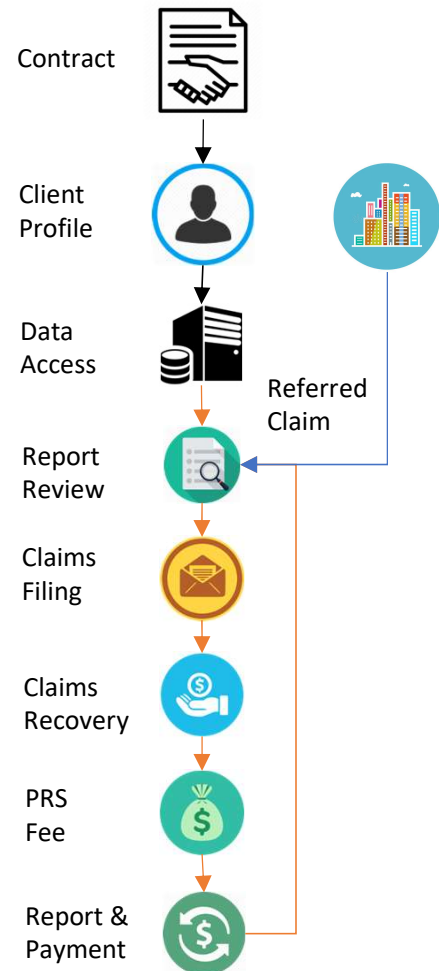 Contract
Client
Profile
Data
Access
Referred
Claim
Report
Review
Claims
Filing
Claims
Recovery
PRS
Fee
Report &
Payment